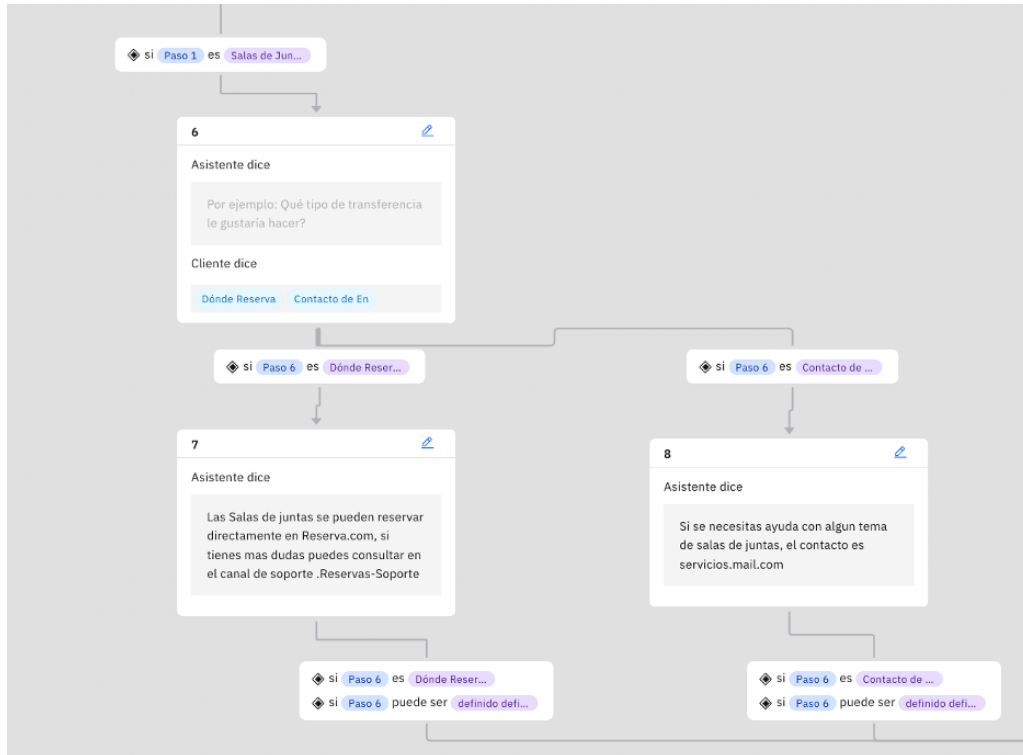 si Paso 1 es Salas de Jun...
6
Asistente dice
Por ejemplo: Qué tipo de transferencia
le gustaría hacer?
Cliente dice
Dónde Reserva Contacto de En
si Paso 6 es Dónde Reser...
si Paso 6 es Contacto de ...
7
Asistente dice
Las Salas de juntas se pueden reservar
directamente en Reserva.com, si
tienes mas dudas puedes consultar en
el canal de soporte .Reservas-Soporte
8
Asistente dice
Si se necesitas ayuda con algun tema
de salas de juntas, el contacto es
servicios.mail.com
si Paso 6 es Dónde Reser...
si Paso 6 puede ser definido defi...
si Paso 6 es Contacto de ...
si Paso 6 puede ser definido defi...